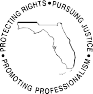 PROTECTING RIGHTS • PURSUING JUSTICE
• PROMOTING PROFESSIONALISM •